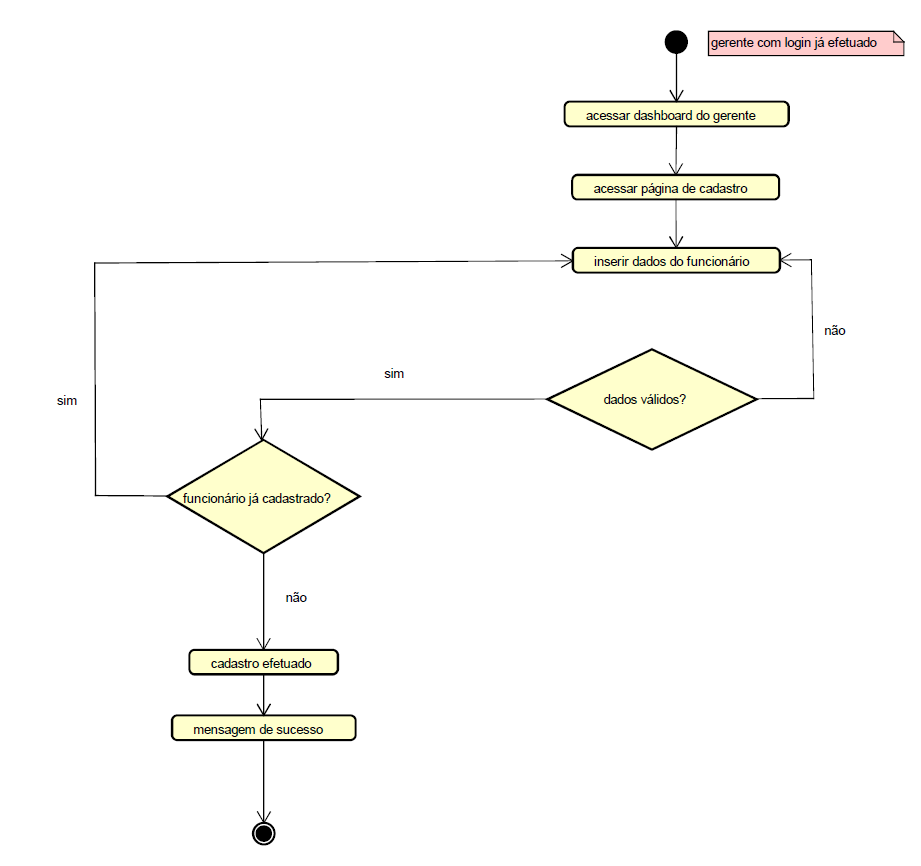 gerente com login já efetuado
acessar dashboard do gerente
acessar página de cadastro
inserir dados do funcionário
não
sim
dados válidos?
sim
funcionário já cadastrado?
não
cadastro efetuado
mensagem de sucesso